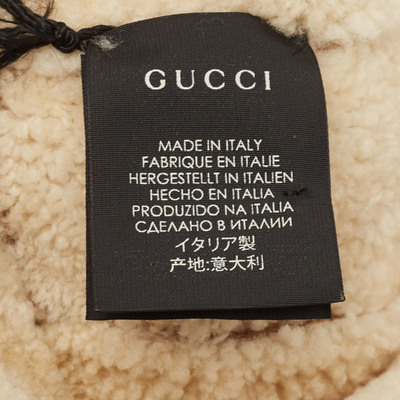 GUCCI
MADE IN ITALY
FABRIQUE EN ITALIE
HERGESTELLT IN ITALIEN
HECHO EN ITALIA
PRODUZIDO NA ITALIA
СДЕЛАНО В ИТАЛИИ
イタリア製
产地:意大利